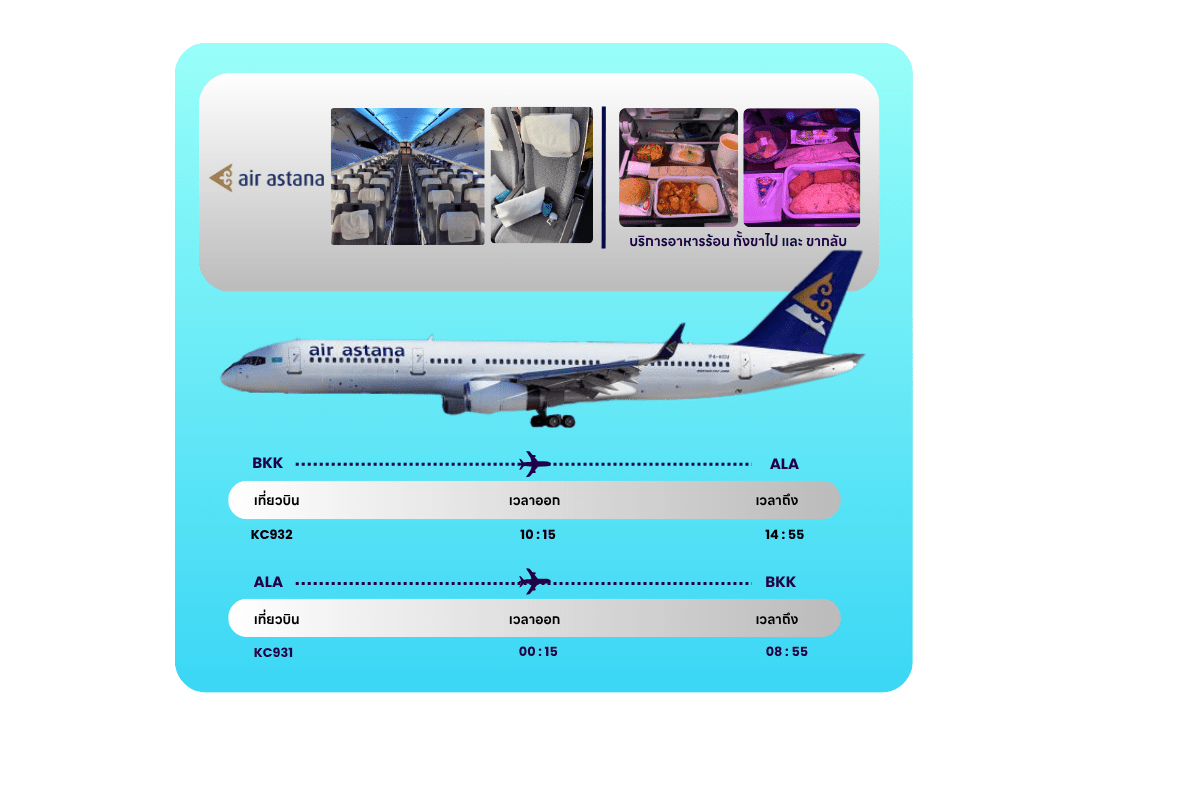 air astana
บริการอาหารร้อน ทั้งขาไป และ ขากลับ
air astana
BKK ALA
เที่ยวบิน เวลาออก เวลาถึง
KC932 10 : 15 14 : 55
ALA BKK
เที่ยวบิน เวลาออก เวลาถึง
KC931 00 : 15 08 : 55